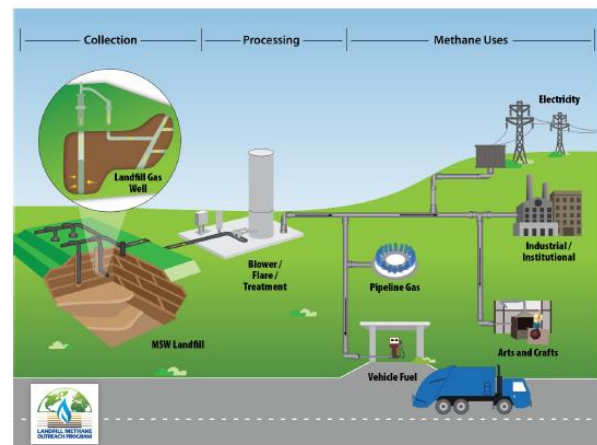 Collection
Processing
Methane Uses
Electricity
Landfill Gas
Well
Industrial /
Institutional
Blower /
Flare /
Treatment
Pipeline Gas
MSW Landfill
Arts and Crafts
Vehicle Fuel
LANDFILL METHANE
OUTREACH PROGRAM